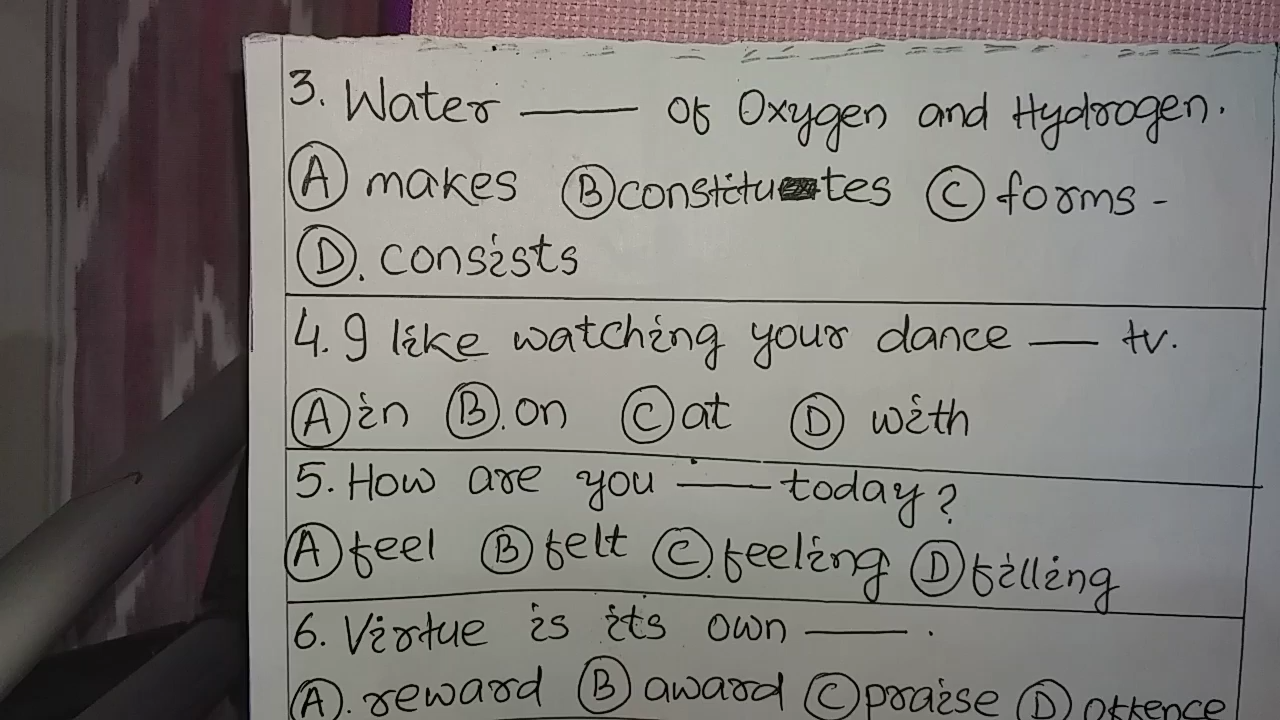 3. Water —— of Oxygen and Hydrogen.
A makes B constitutes C forms -
D. consists
4. I like watching your dance —— tv.
A in B. on C at D with
5. How are you —— today?
A feel B felt C. feeling D filling
6. Virtue is its own —— .
A. reward B award C praise D offence